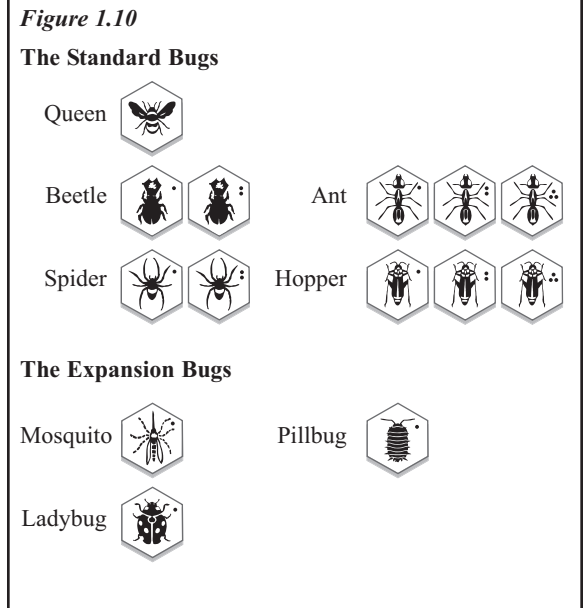 Figure 1.10
The Standard Bugs
Queen
Beetle
Ant
Spider
Hopper
The Expansion Bugs
Mosquito
Pillbug
Ladybug